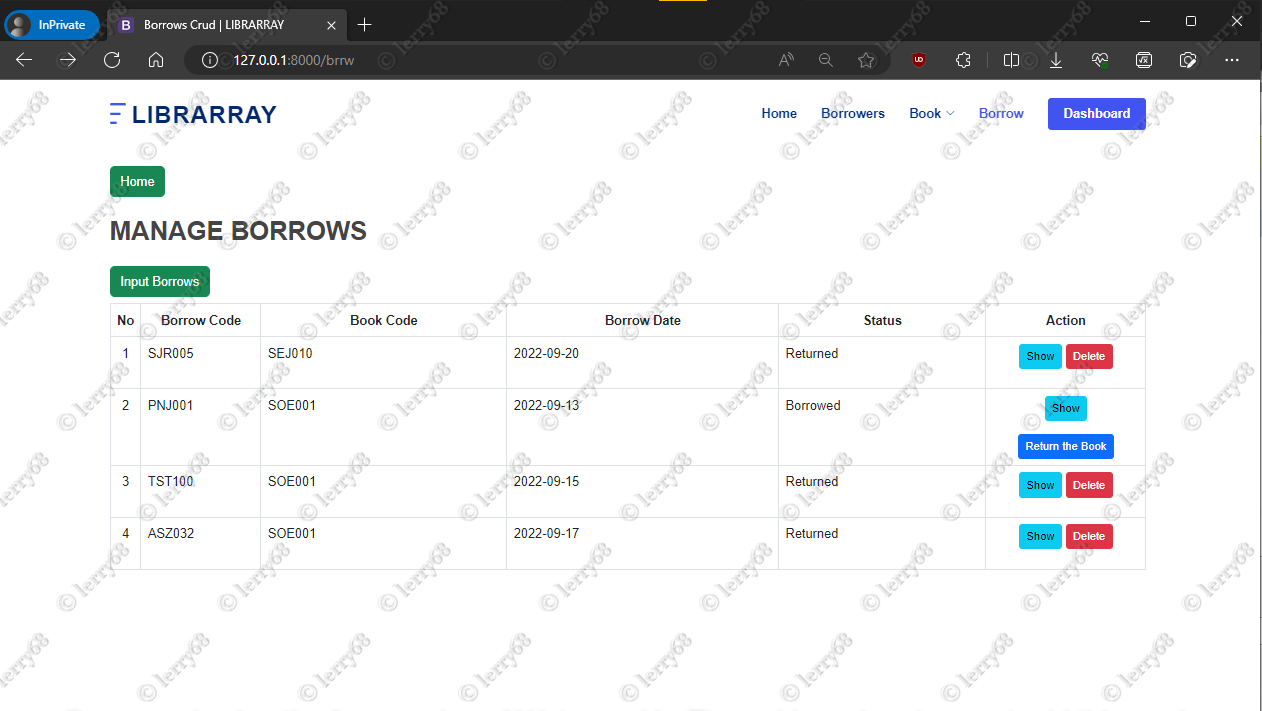 InPrivate
B Borrows Crud | LIBRARRAY
127.0.0.1:8000/brrw
LIBRARRAY
Home Borrowers Book Borrow Dashboard
Home
MANAGE BORROWS
Input Borrows
No Borrow Code Book Code Borrow Date Status Action
1 SJR005 SEJ010 2022-09-20 Returned Show Delete
2 PNJ001 SOE001 2022-09-13 Borrowed Show
Return the Book
3 TST100 SOE001 2022-09-15 Returned Show Delete
4 ASZ032 SOE001 2022-09-17 Returned Show Delete
© lerry68